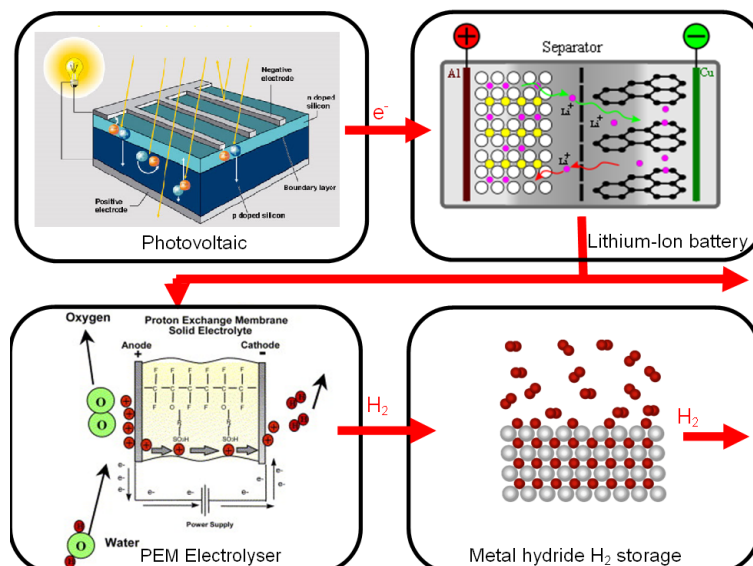 Negative
electrode
n doped
silicon
Boundary layer
Positive
electrode
p doped silicon
Photovoltaic
e-
+
Separator
−
Al
Cu
Li+
Li+
Li+
Lithium-Ion battery
Oxygen
Proton Exchange Membrane
Solid Electrolyte
Anode
+
Cathode
-
F F F F F F
C C C C C C
F F O F O F
R R
SO3H SO3H
O
O
H2
e-
e-
e-
e-
e-
e-
e-
e-
Power Supply
H
O
H
Water
PEM Electrolyser
H2
Metal hydride H2 storage